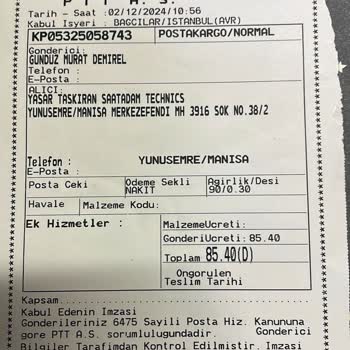 P T T A. S.
Tarih - Saat :02/12/2024/10:56
Kabul Isyeri : BAGCILAR/ISTANBUL(AVR)
KP05325058743 POSTAKARGO/NORMAL
Gonderici:
GUNDUZ MURAT DEMIREL
Telefon :
E-Posta :
ALICI:
YASAR TASKIRAN SAATADAM TECHNICS
YUNUSEMRE/MANISA MERKEZEFENDI MH 3916 SOK NO.38/2
Telefon : YUNUSEMRE/MANISA
E-Posta :
Posta Ceki Odeme Sekli Agirlik/Desi
NAKIT 90/0.30
Havale Malzeme Kodu:
Ek Hizmetler : MalzemeUcreti:
GonderiUcreti: 85.40
Toplam 85.40(D)
Ongorulen
Teslim Tarihi
Kapsam
Kabul Edenin Imzasi
Gonderileriniz 6475 Sayili Posta Hiz. Kanununa
gore PTT A.S. sorumlulugundadir. Gonderici
Bilgiler Tarafimdan Kontrol Edilmistir. Imzasi